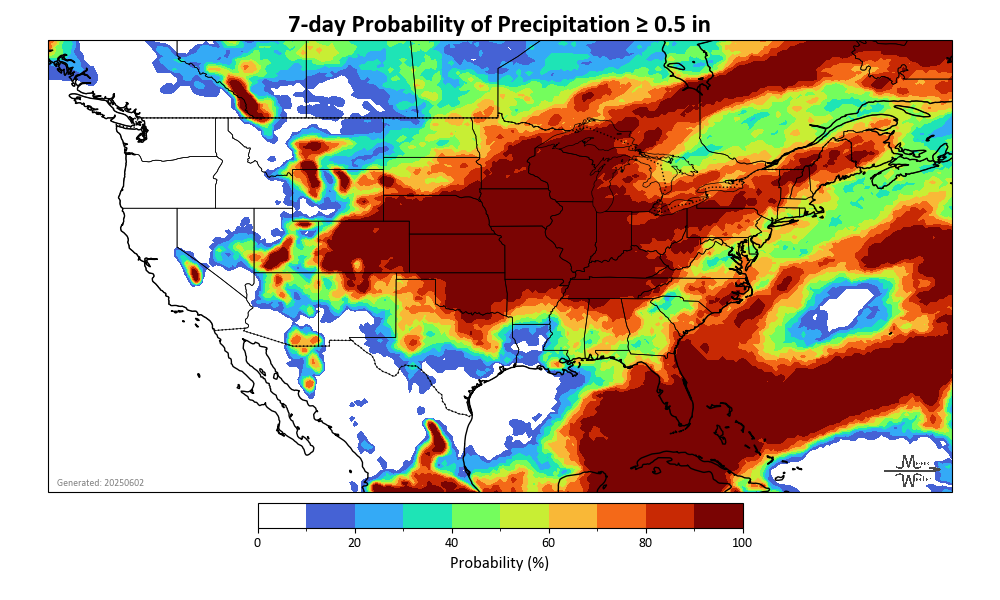 7-day Probability of Precipitation ≥ 0.5 in
Generated: 20250602
0 20 40 60 80 100
Probability (%)